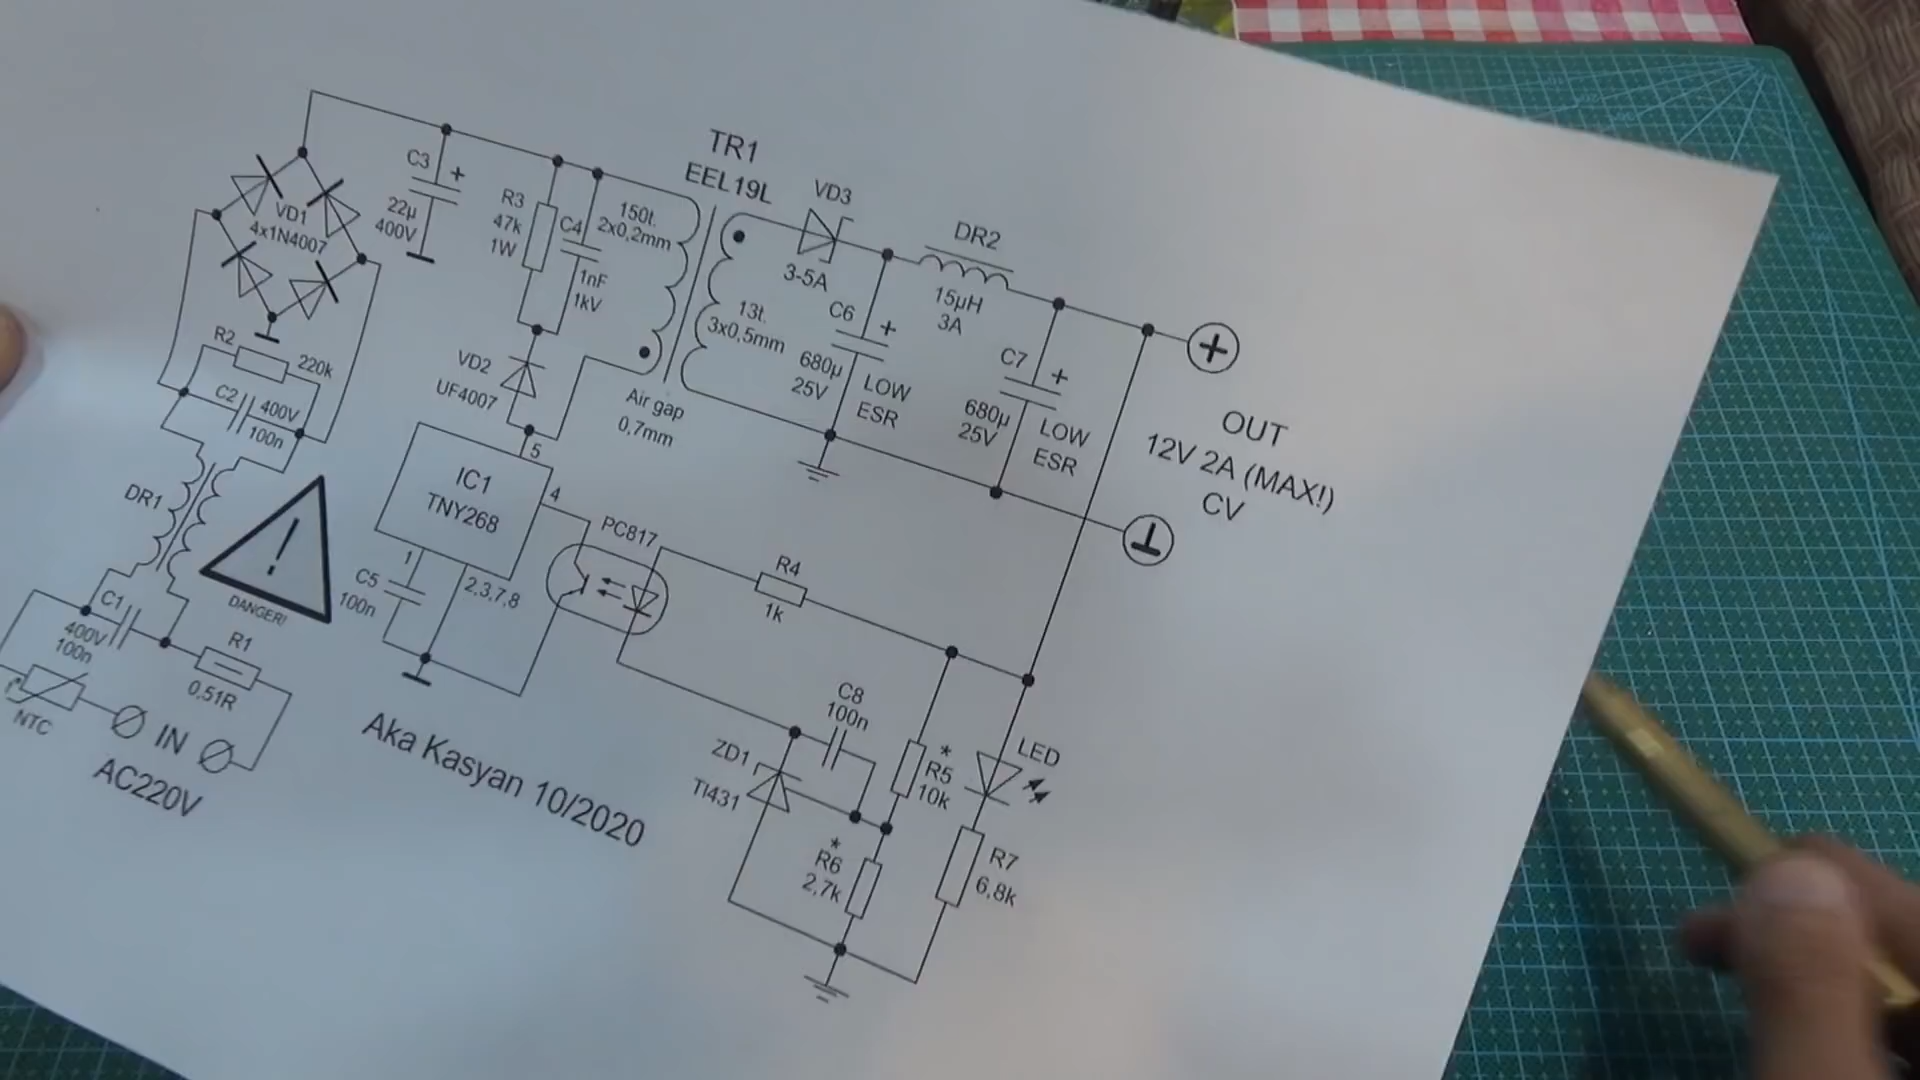 TR1
EEL19L
VD3
DR2
15µH
3A
C3
+
22µ
400V
R3
47k
1W
C4
1nF
1kV
150t.
2x0,2mm
VD1
4x1N4007
3-5A
13t.
3x0,5mm
C6
+
680µ
25V
LOW
ESR
C7
+
680µ
25V
LOW
ESR
+
OUT
12V 2A (MAX!)
CV
R2
220k
C2
400V
100n
VD2
UF4007
Air gap
0,7mm
5
IC1
TNY268
4
1
2,3,7,8
PC817
R4
1k
DR1
!
DANGER!
C5
100n
C1
400V
100n
R1
0,51R
NTC
IN
AC220V
Aka Kasyan 10/2020
C8
100n
ZD1
Tl431
*
R5
10k
LED
*
R6
2,7k
R7
6,8k